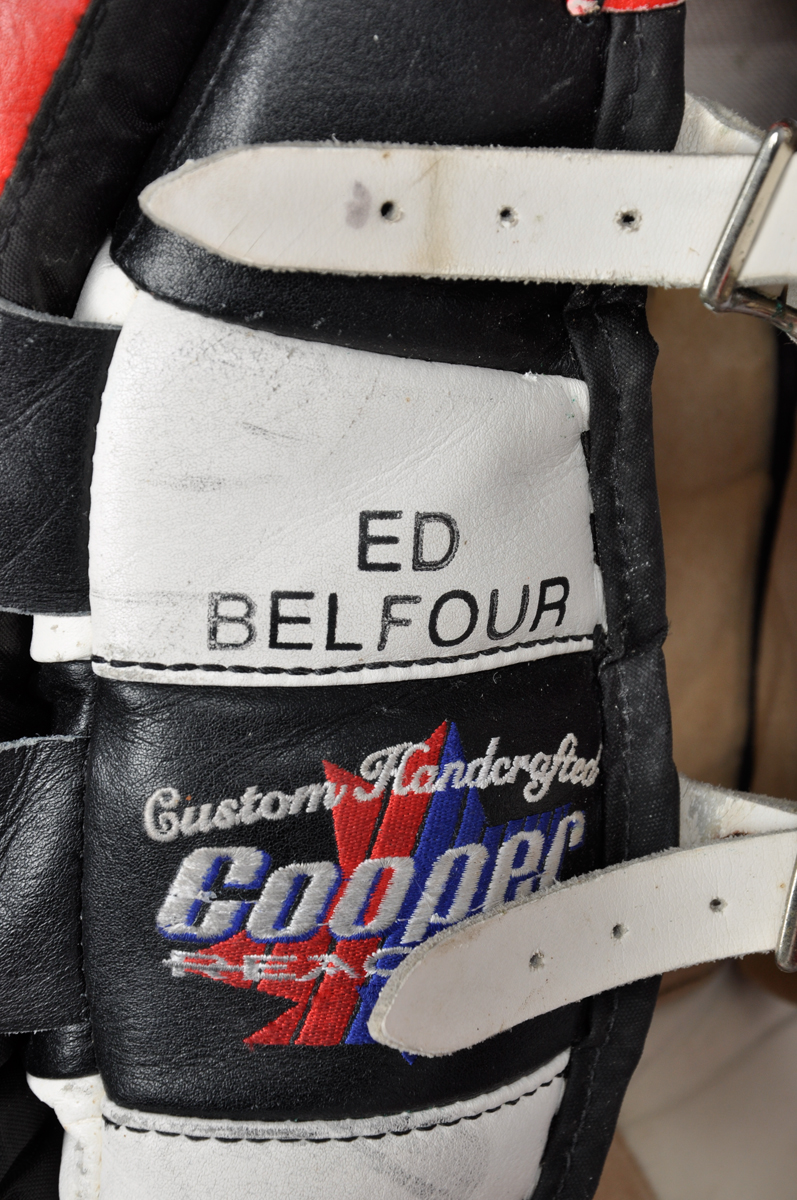 ED
BELFOUR
Custom Handcrafted
Cooper